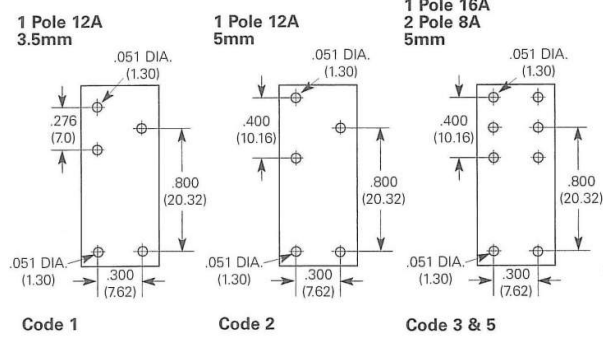 1 Pole 12A
3.5mm
.051 DIA.
(1.30)
.276
(7.0)
.800
(20.32)
.051 DIA.
(1.30)
.300
(7.62)
Code 1
1 Pole 12A
5mm
.051 DIA.
(1.30)
.400
(10.16)
.800
(20.32)
.051 DIA.
(1.30)
.300
(7.62)
Code 2
1 Pole 16A
2 Pole 8A
5mm
.051 DIA.
(1.30)
.400
(10.16)
.800
(20.32)
.051 DIA.
(1.30)
.300
(7.62)
Code 3 & 5